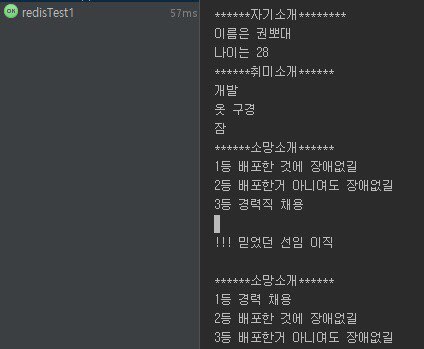 OK redisTest1 57ms
******자기소개********
이름은 권뽀대
나이는 28
******취미소개******
개발
옷 구경
잠
******소망소개******
1등 배포한 것에 장애없길
2등 배포한거 아니여도 장애없길
3등 경력직 채용
!!! 믿었던 선임 이직
******소망소개******
1등 경력 채용
2등 배포한 것에 장애없길
3등 배포한거 아니여도 장애없길